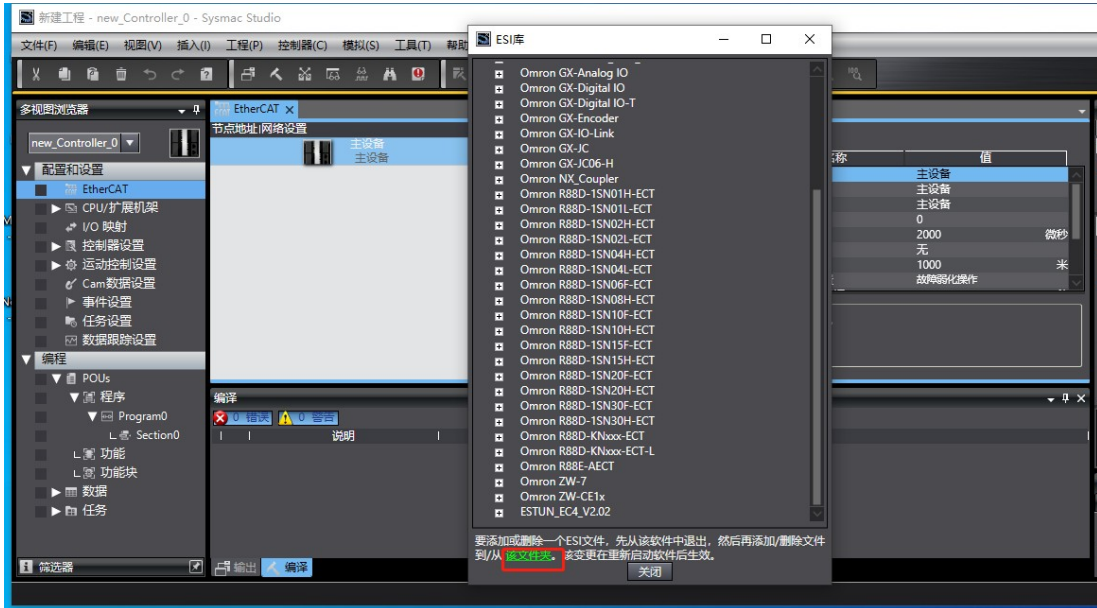 新建工程 - new_Controller_0 - Sysmac Studio
文件(F) 编辑(E) 视图(V) 插入(I) 工程(P) 控制器(C) 模拟(S) 工具(T) 帮助
多视图浏览器
new_Controller_0
配置和设置
EtherCAT
CPU/扩展机架
I/O 映射
控制器设置
运动控制设置
Cam数据设置
事件设置
任务设置
数据跟踪设置
编程
POUs
程序
Program0
Section0
功能
功能块
数据
任务
筛选器
EtherCAT
节点地址|网络设置
主设备
主设备
编译
0 错误 0 警告
说明
输出 编译
ESI库
Omron GX-Analog IO
Omron GX-Digital IO
Omron GX-Digital IO-T
Omron GX-Encoder
Omron GX-IO-Link
Omron GX-JC
Omron GX-JC06-H
Omron NX_Coupler
Omron R88D-1SN01H-ECT
Omron R88D-1SN01L-ECT
Omron R88D-1SN02H-ECT
Omron R88D-1SN02L-ECT
Omron R88D-1SN04H-ECT
Omron R88D-1SN04L-ECT
Omron R88D-1SN06F-ECT
Omron R88D-1SN08H-ECT
Omron R88D-1SN10F-ECT
Omron R88D-1SN10H-ECT
Omron R88D-1SN15F-ECT
Omron R88D-1SN15H-ECT
Omron R88D-1SN20F-ECT
Omron R88D-1SN20H-ECT
Omron R88D-1SN30F-ECT
Omron R88D-1SN30H-ECT
Omron R88D-KNxxx-ECT
Omron R88D-KNxxx-ECT-L
Omron R88E-AECT
Omron ZW-7
Omron ZW-CE1x
ESTUN_EC4_V2.02
要添加或删除一个ESI文件，先从该软件中退出，然后再添加/删除文件
到/从 该文件夹。该变更在重新启动软件后生效。
关闭
称 值
主设备
主设备
主设备
0
2000 微秒
无
1000 米
故障弱化操作